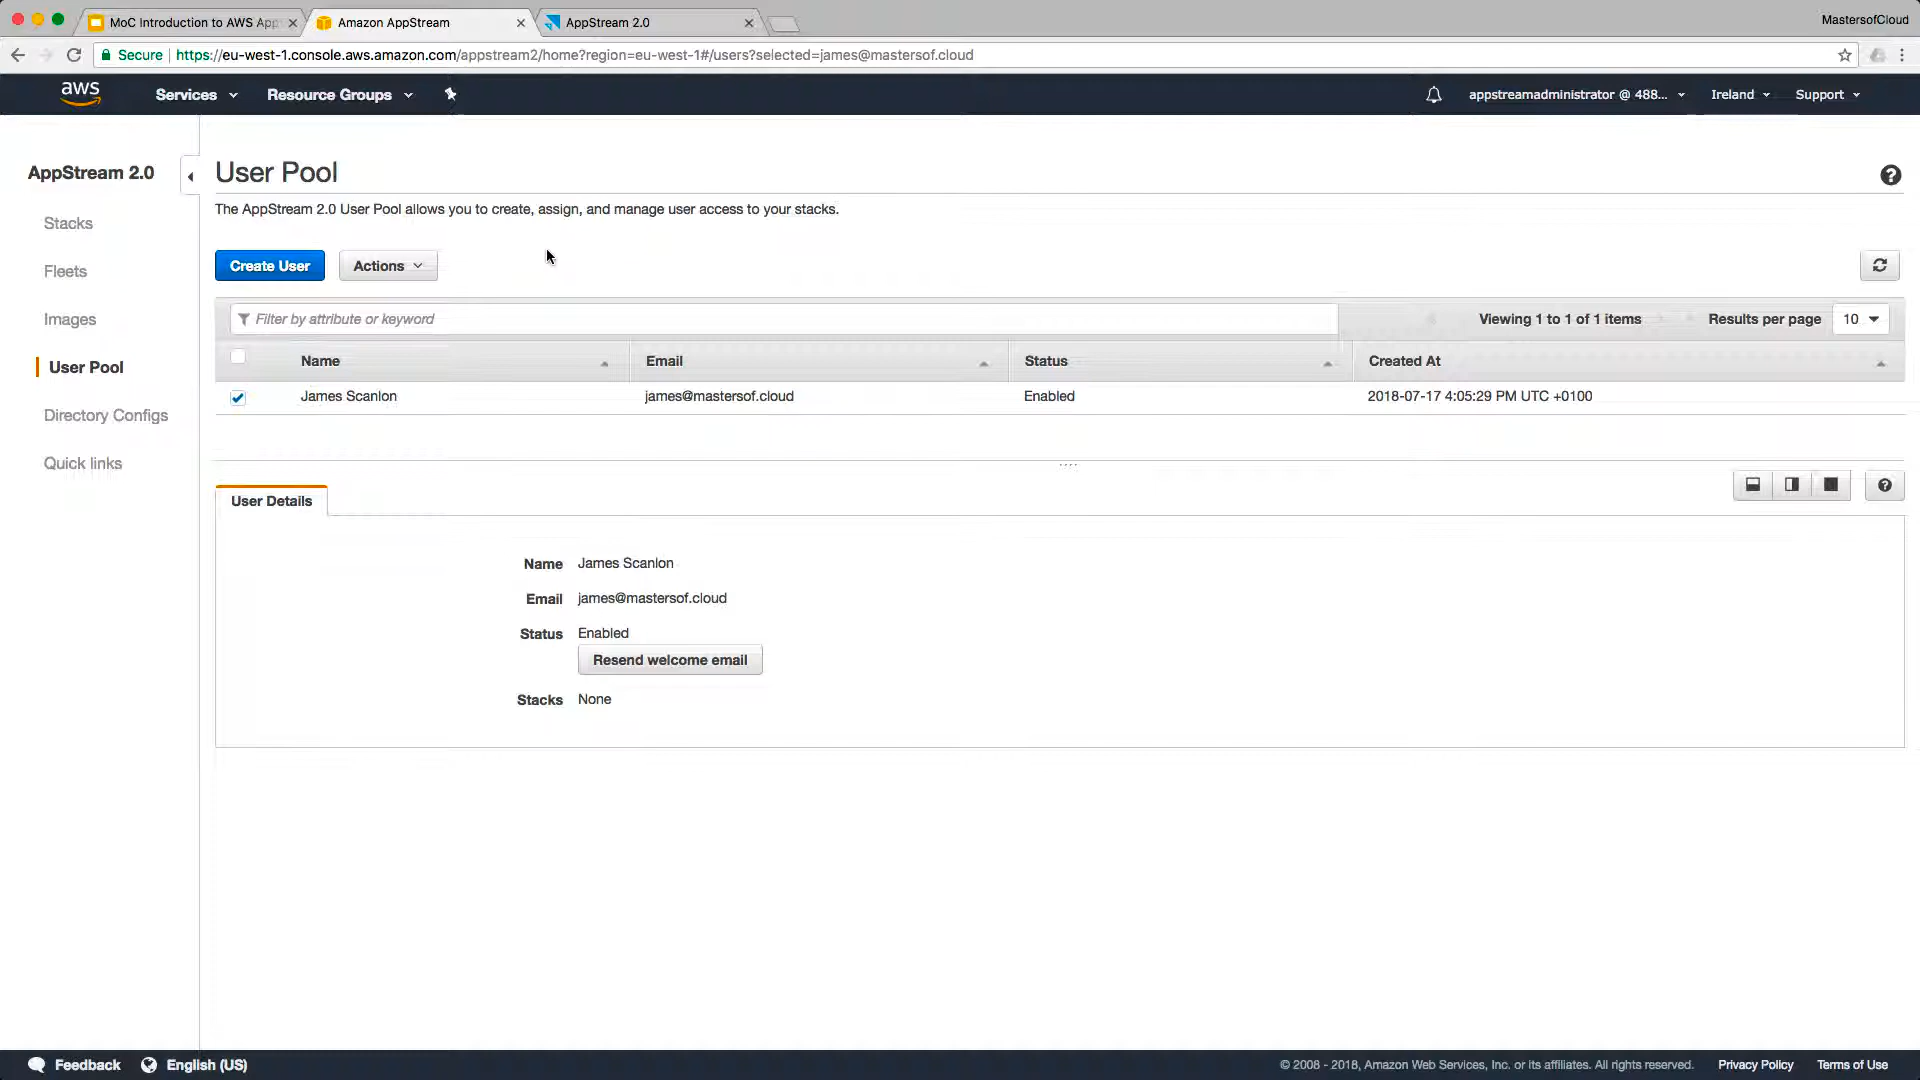 MoC Introduction to AWS App
Amazon AppStream
AppStream 2.0
MastersofCloud
Secure
https://eu-west-1.console.aws.amazon.com/appstream2/home?region=eu-west-1#/users?selected=james@mastersof.cloud
aws
Services
Resource Groups
appstreamadministrator @ 488...
Ireland
Support
AppStream 2.0
Stacks
Fleets
Images
User Pool
Directory Configs
Quick links
User Pool
The AppStream 2.0 User Pool allows you to create, assign, and manage user access to your stacks.
Create User
Actions
Filter by attribute or keyword
Viewing 1 to 1 of 1 items
Results per page
10
Name
Email
Status
Created At
James Scanlon
james@mastersof.cloud
Enabled
2018-07-17 4:05:29 PM UTC +0100
User Details
Name James Scanlon
Email james@mastersof.cloud
Status Enabled
Resend welcome email
Stacks None
Feedback
English (US)
© 2008 - 2018, Amazon Web Services, Inc. or its affiliates. All rights reserved.
Privacy Policy
Terms of Use